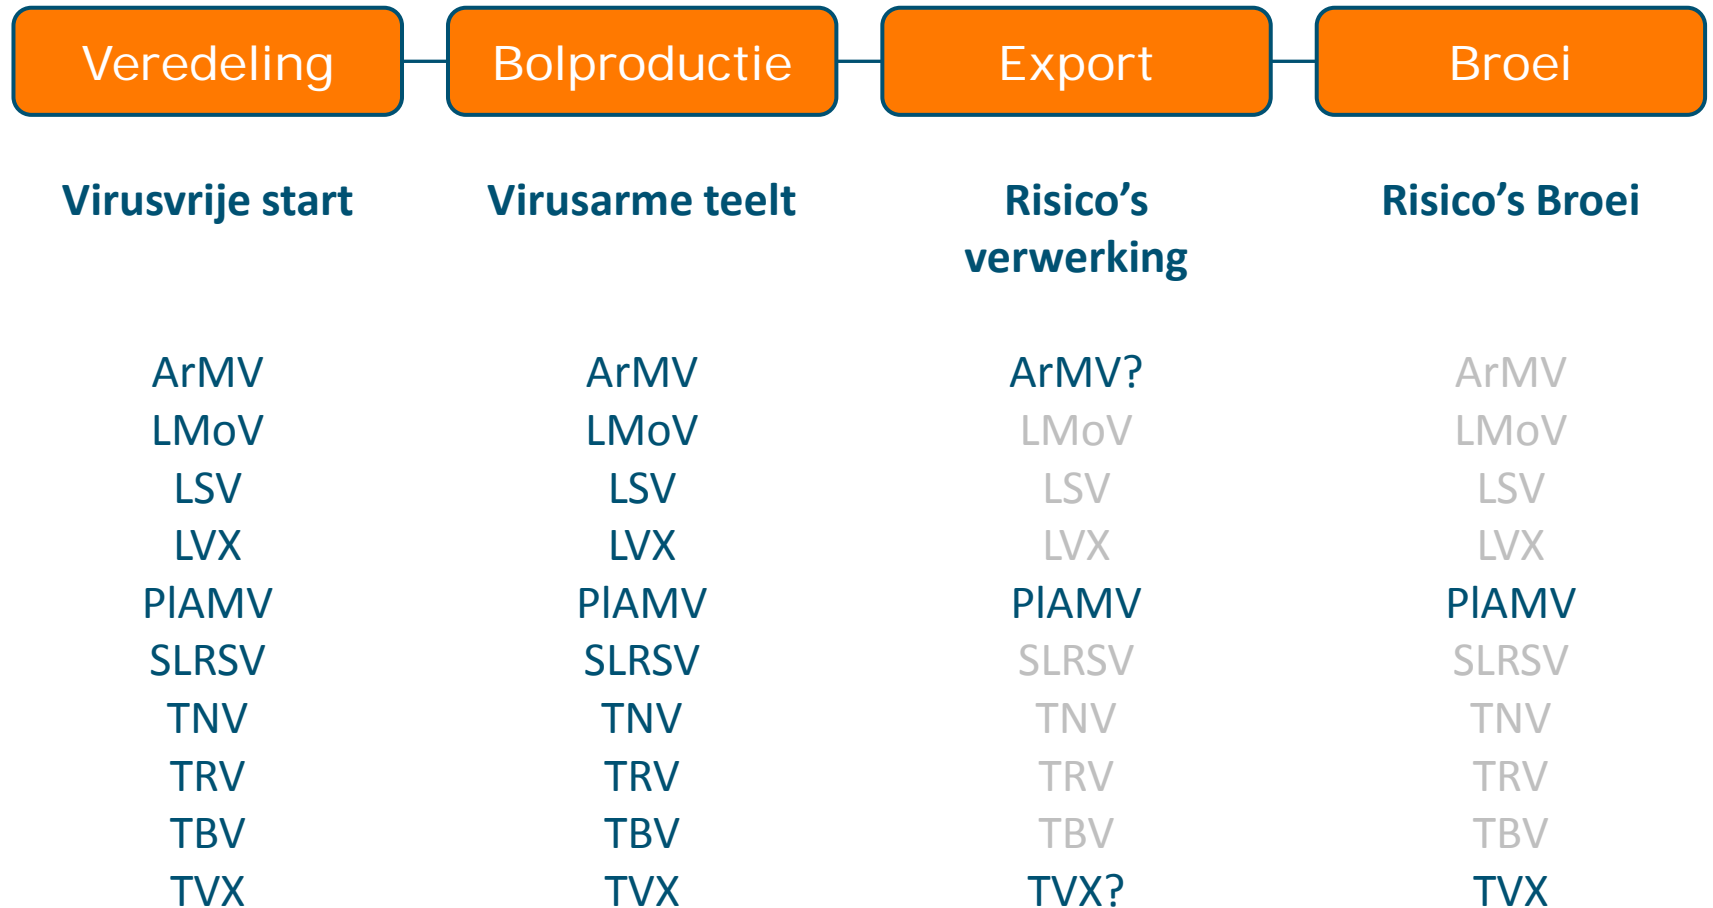 Veredeling Bolproductie Export Broei
Virusvrije start Virusarme teelt Risico’s Risico’s Broei
verwerking
ArMV ArMV ArMV? ArMV
LMoV LMoV LMoV LMoV
LSV LSV LSV LSV
LVX LVX LVX LVX
PlAMV PlAMV PlAMV PlAMV
SLRSV SLRSV SLRSV SLRSV
TNV TNV TNV TNV
TRV TRV TRV TRV
TBV TBV TBV TBV
TVX TVX TVX? TVX